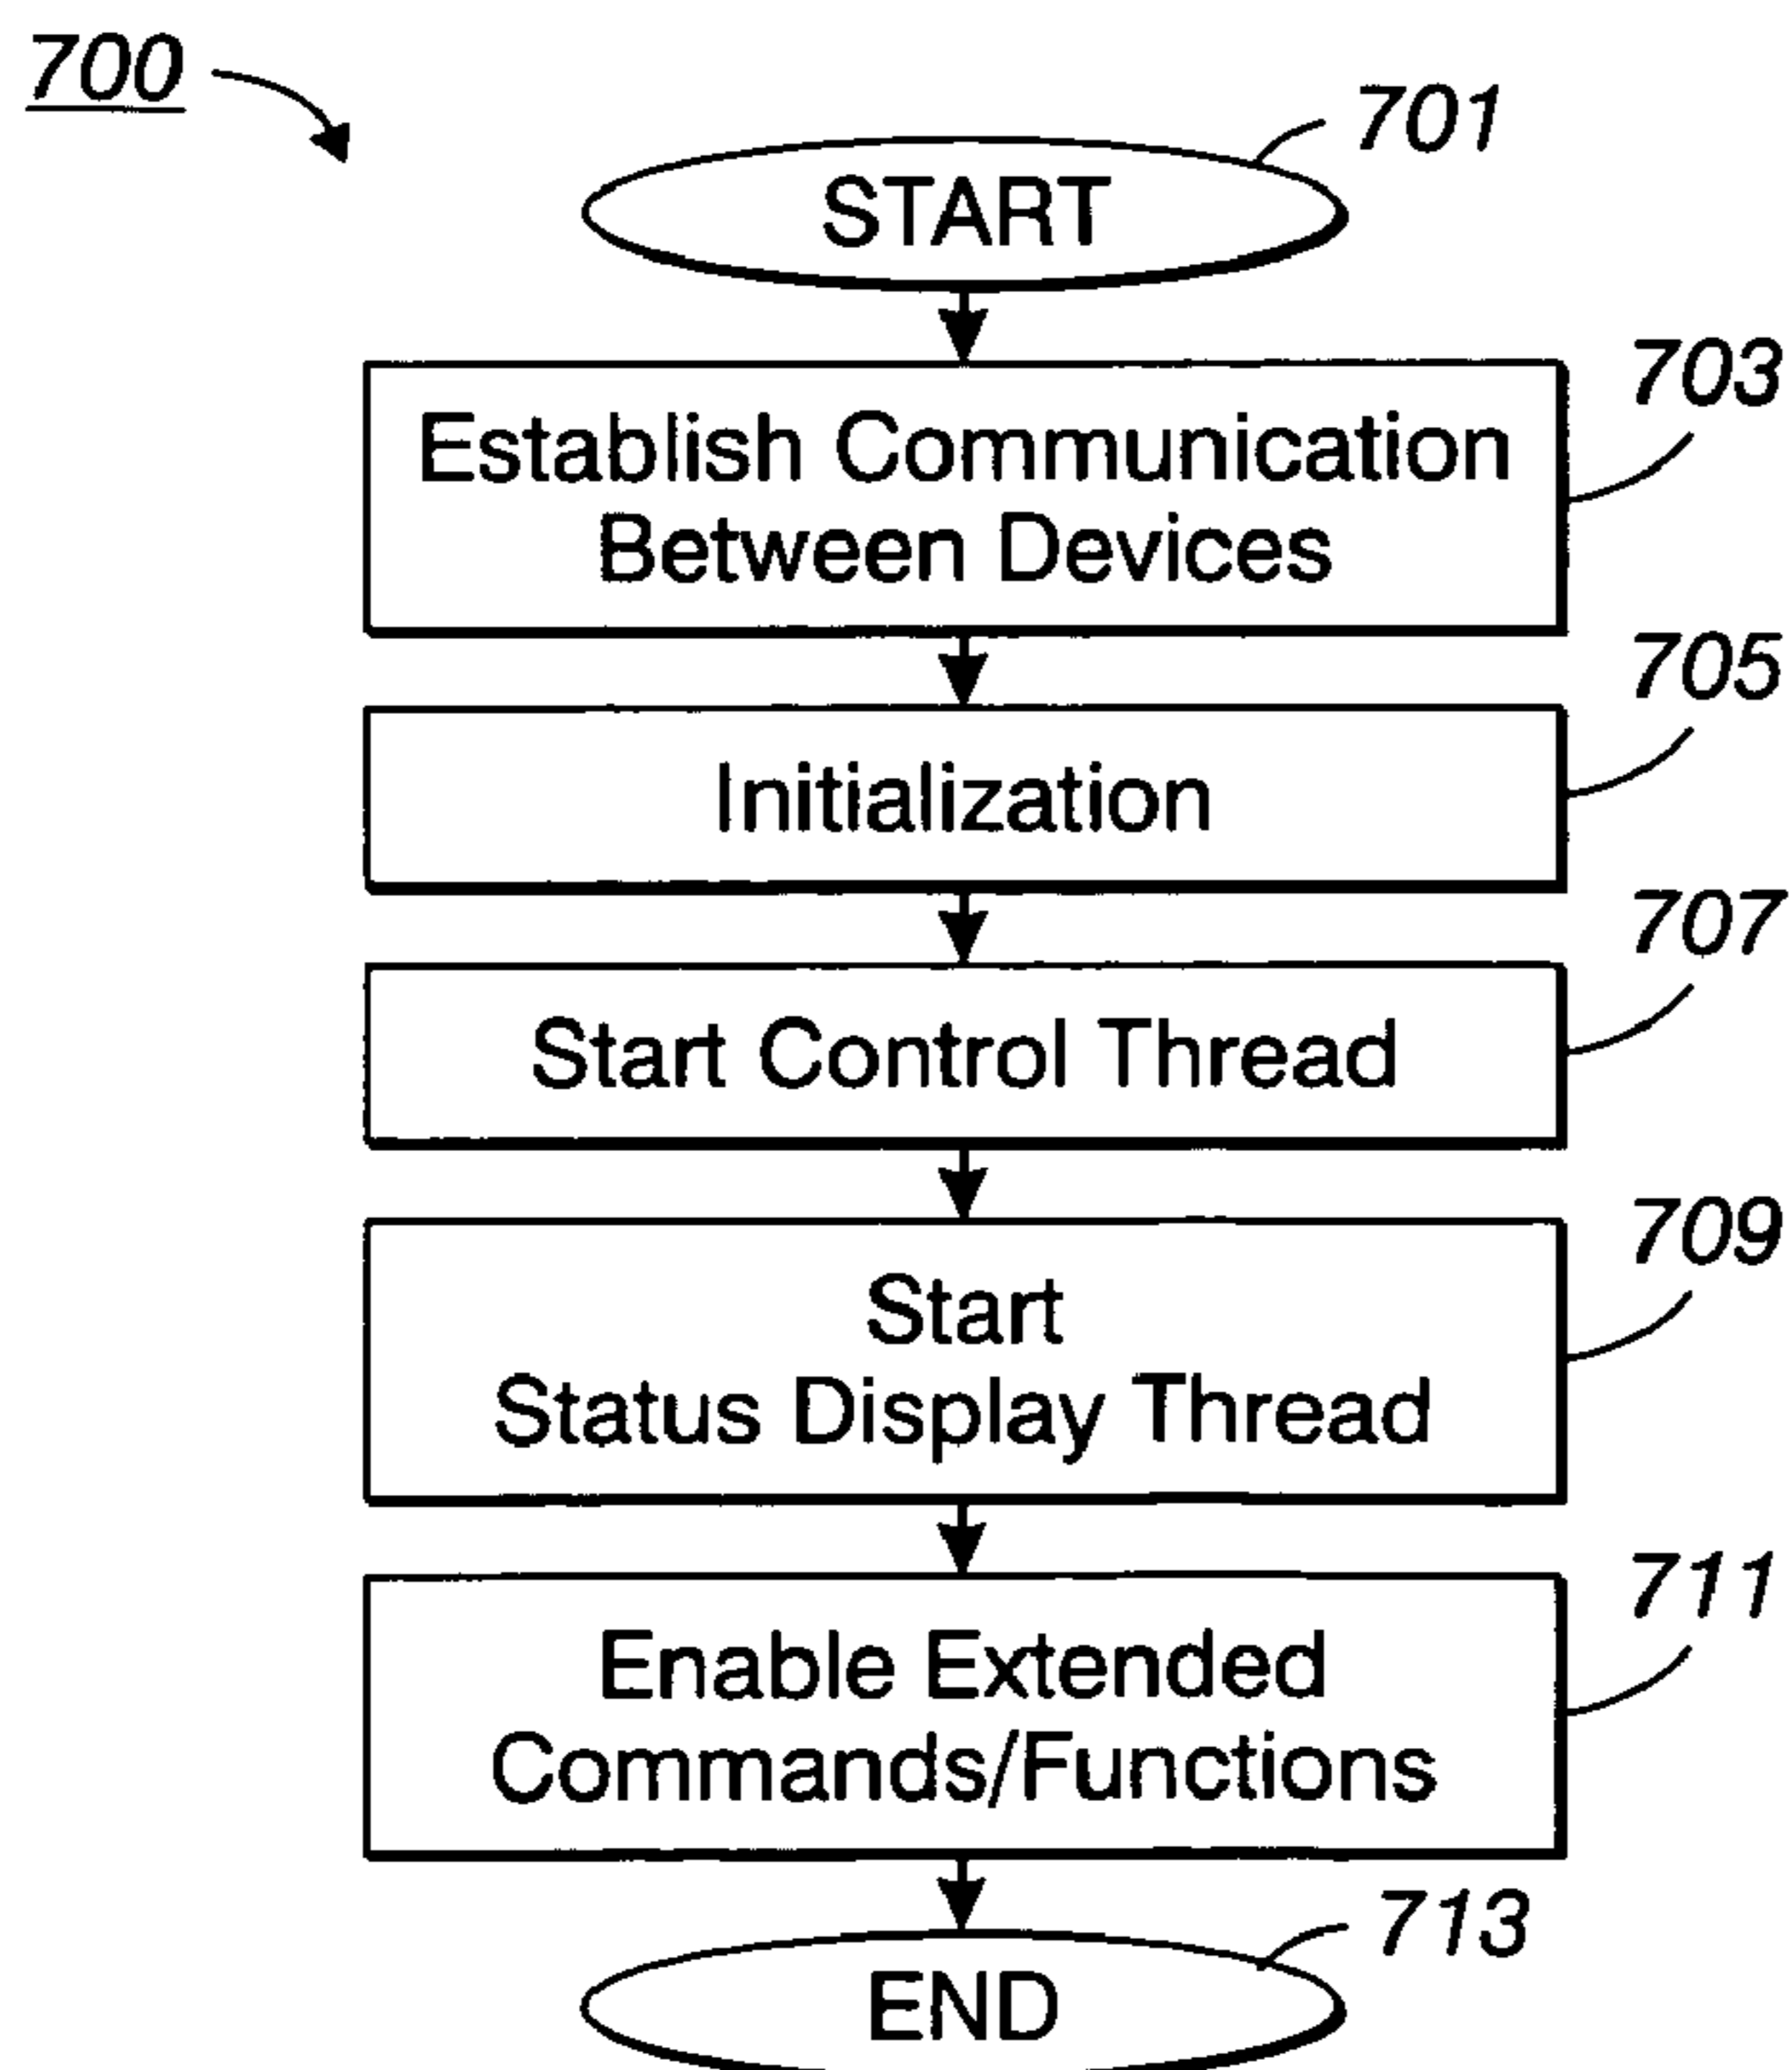 700
701
START
703
Establish Communication
Between Devices
705
Initialization
707
Start Control Thread
709
Start
Status Display Thread
711
Enable Extended
Commands/Functions
713
END